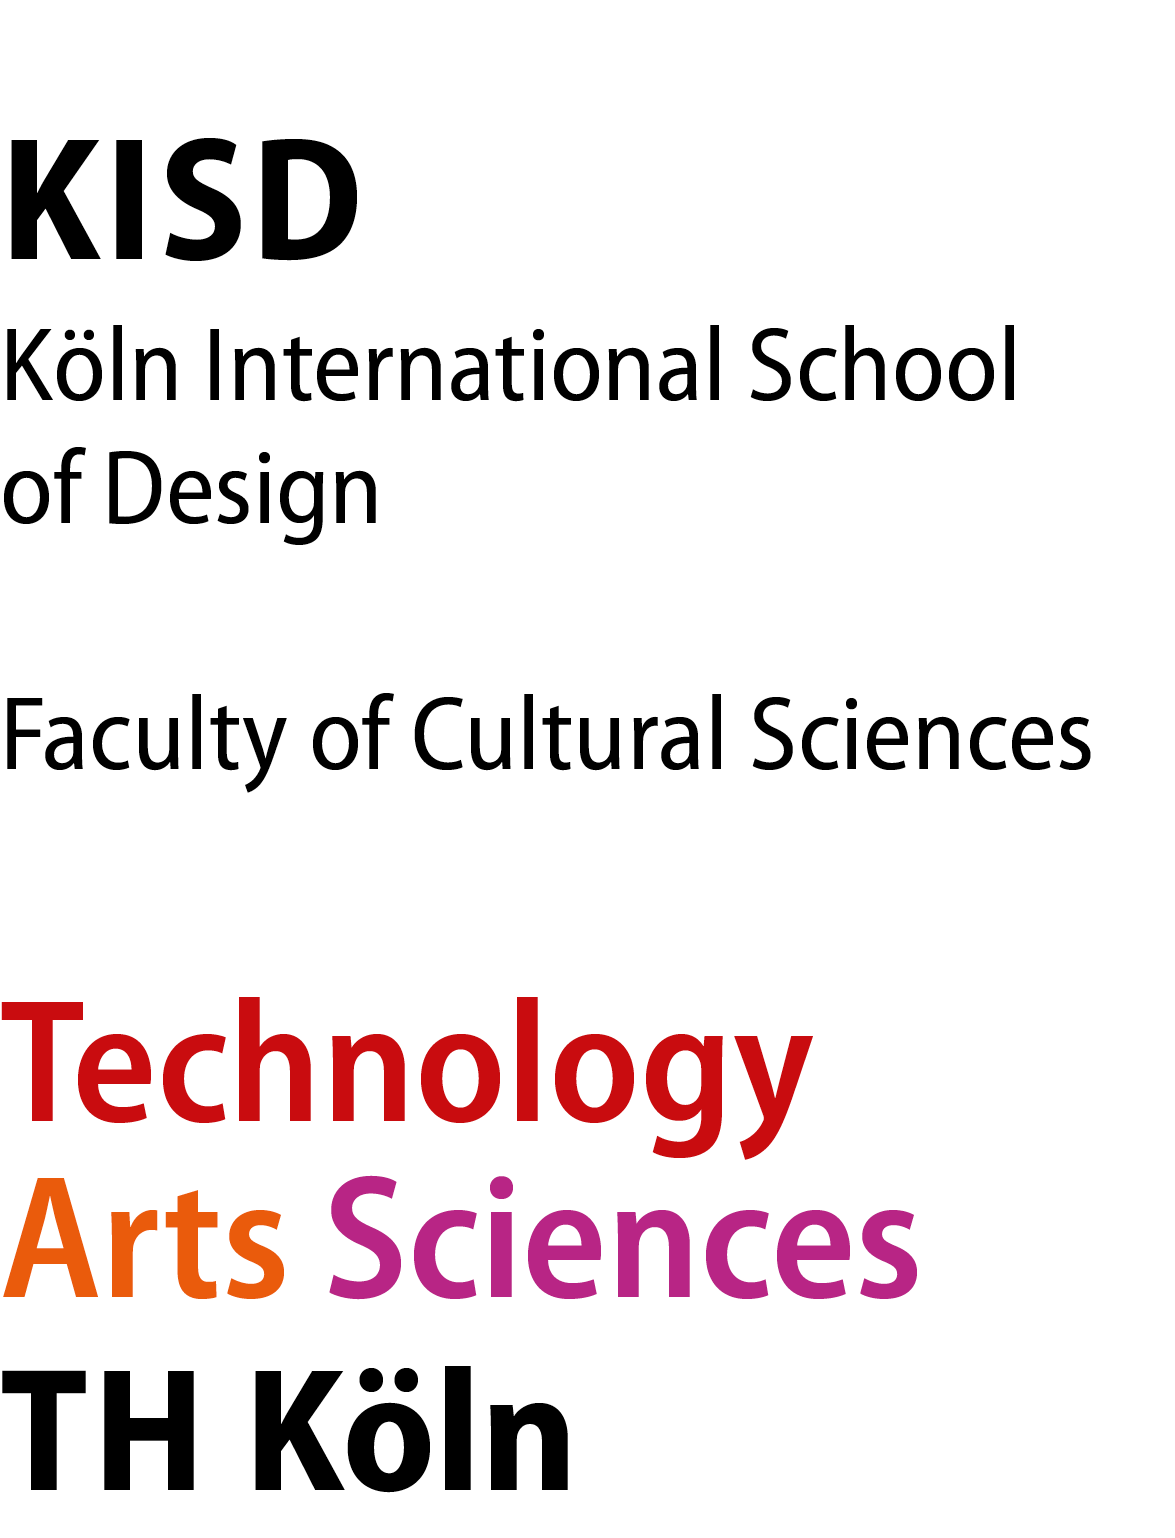 KISD
Köln International School
of Design
Faculty of Cultural Sciences
Technology
Arts Sciences
TH Köln